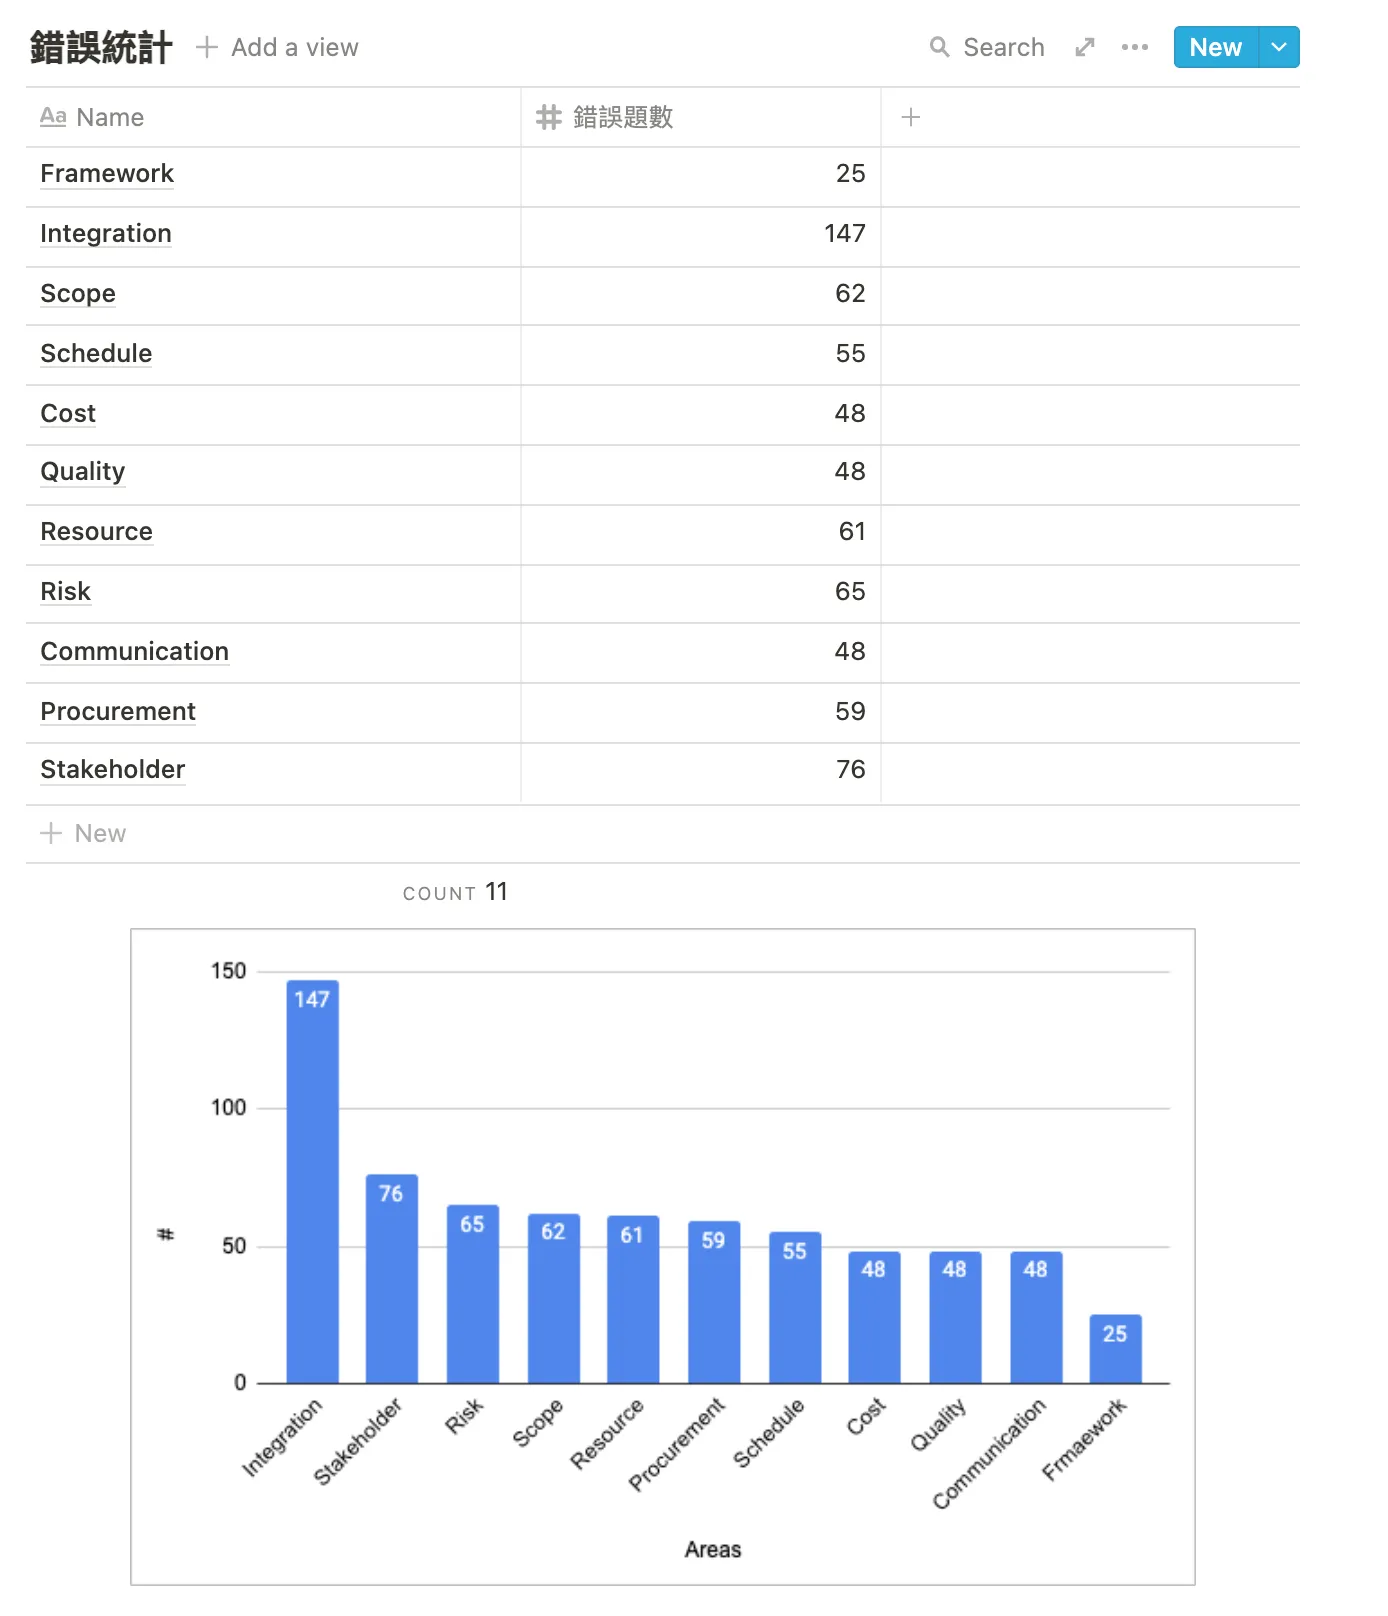 錯誤統計 + Add a view Search New
Aa Name # 錯誤題數 +
Framework 25
Integration 147
Scope 62
Schedule 55
Cost 48
Quality 48
Resource 61
Risk 65
Communication 48
Procurement 59
Stakeholder 76
+ New
COUNT 11
150
147
100
76
65
62
61
59
55
50
48
48
48
25
#
0
Integration
Stakeholder
Risk
Scope
Resource
Procurement
Schedule
Cost
Quality
Communication
Frmaework
Areas